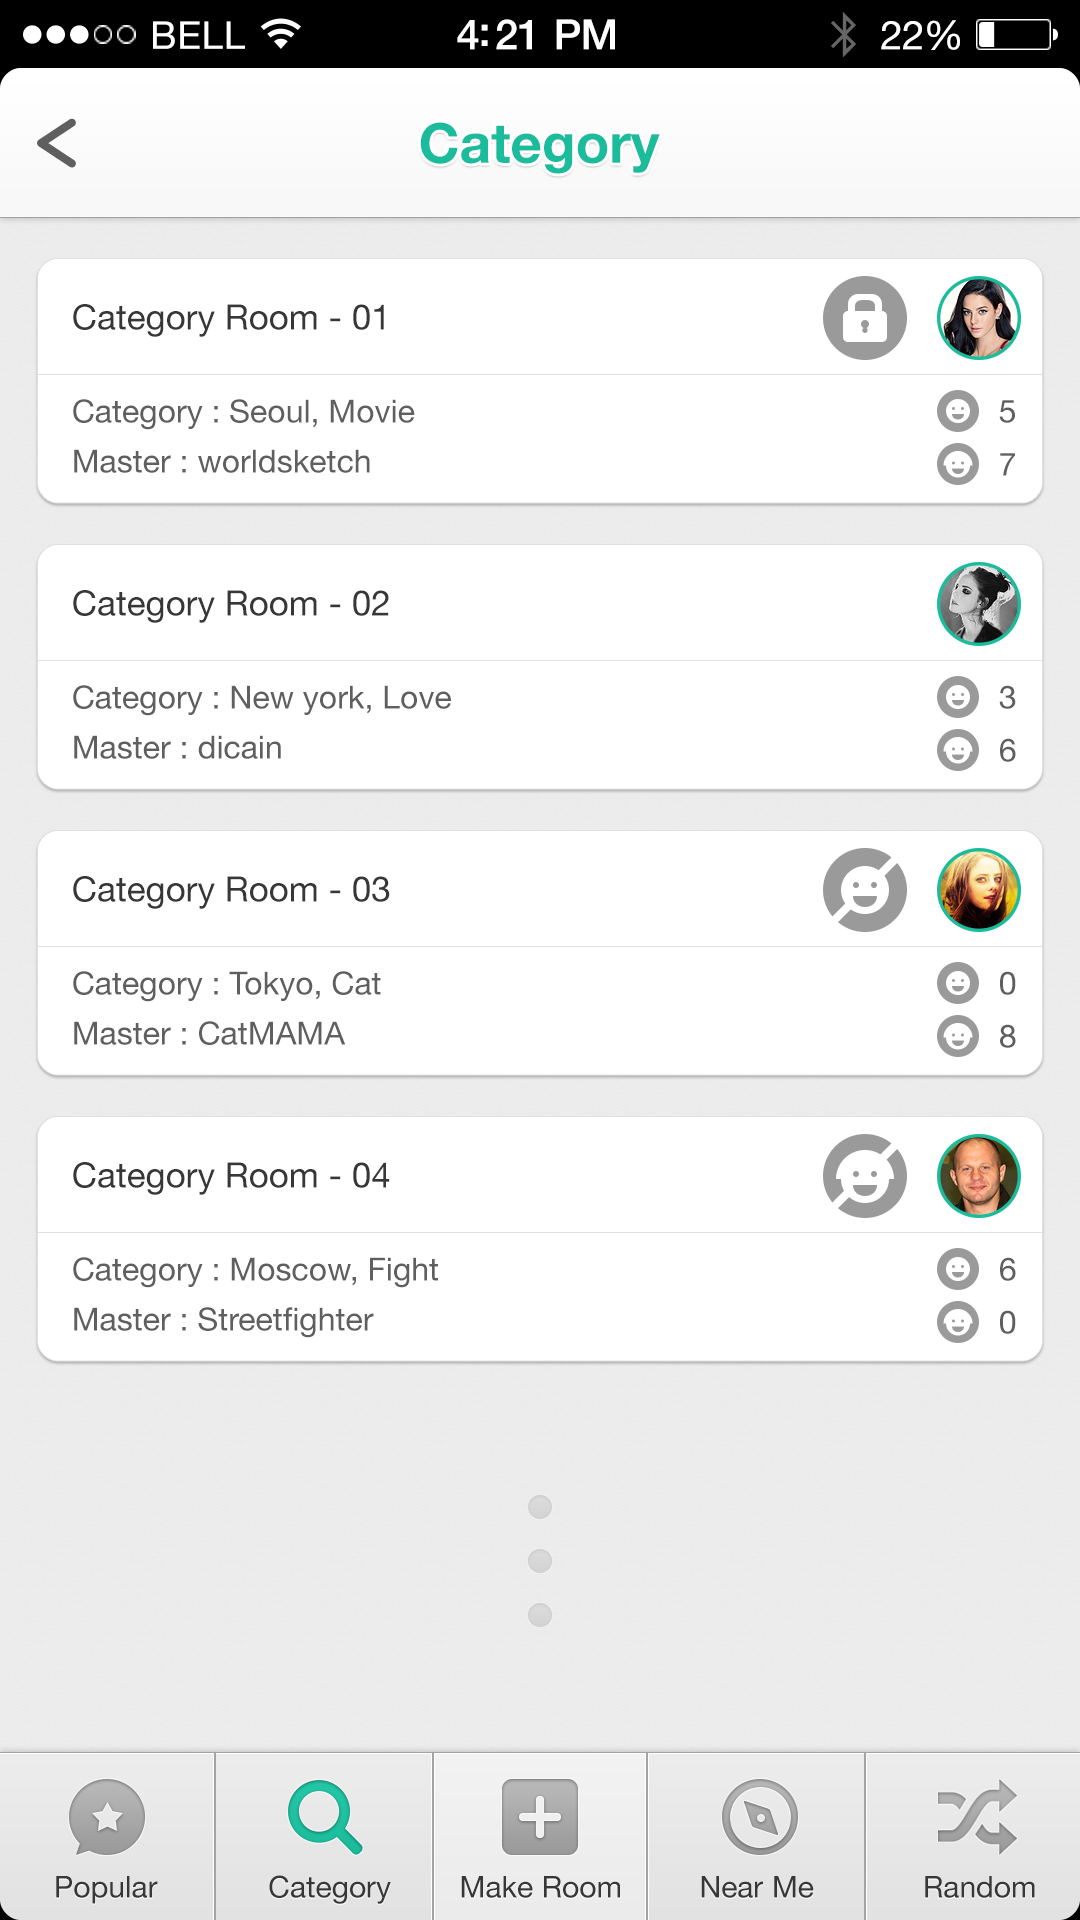 BELL 4:21 PM 22%
Category
Category Room - 01
Category : Seoul, Movie 5
Master : worldsketch 7
Category Room - 02
Category : New york, Love 3
Master : dicain 6
Category Room - 03
Category : Tokyo, Cat 0
Master : CatMAMA 8
Category Room - 04
Category : Moscow, Fight 6
Master : Streetfighter 0
Popular Category Make Room Near Me Random